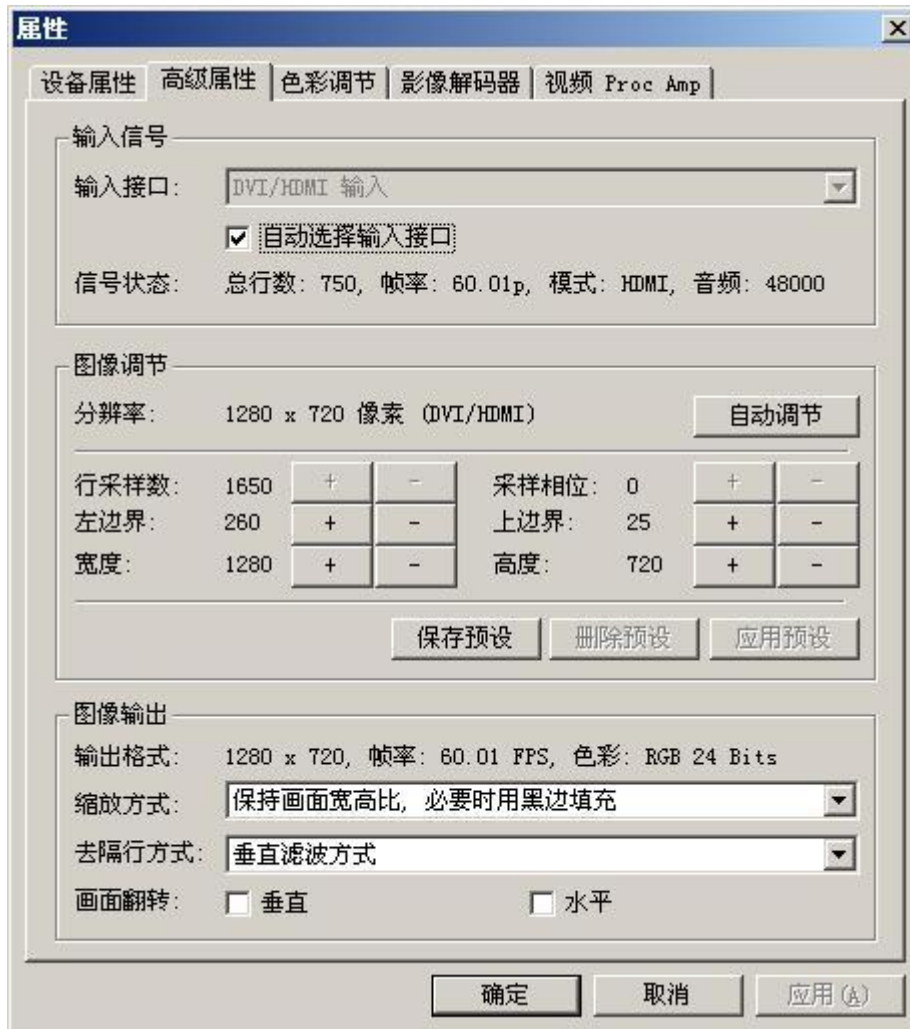 属性
设备属性 高级属性 色彩调节 影像解码器 视频 Proc Amp
输入信号
输入接口: DVI/HDMI 输入
自动选择输入接口
信号状态: 总行数: 750, 帧率: 60.01p, 模式: HDMI, 音频: 48000
图像调节
分辨率: 1280 x 720 像素 (DVI/HDMI) 自动调节
行采样数: 1650 + - 采样相位: 0 + -
左边界: 260 + - 上边界: 25 + -
宽度: 1280 + - 高度: 720 + -
保存预设 删除预设 应用预设
图像输出
输出格式: 1280 x 720, 帧率: 60.01 FPS, 色彩: RGB 24 Bits
缩放方式: 保持画面宽高比, 必要时用黑边填充
去隔行方式: 垂直滤波方式
画面翻转: 垂直 水平
确定 取消 应用(A)